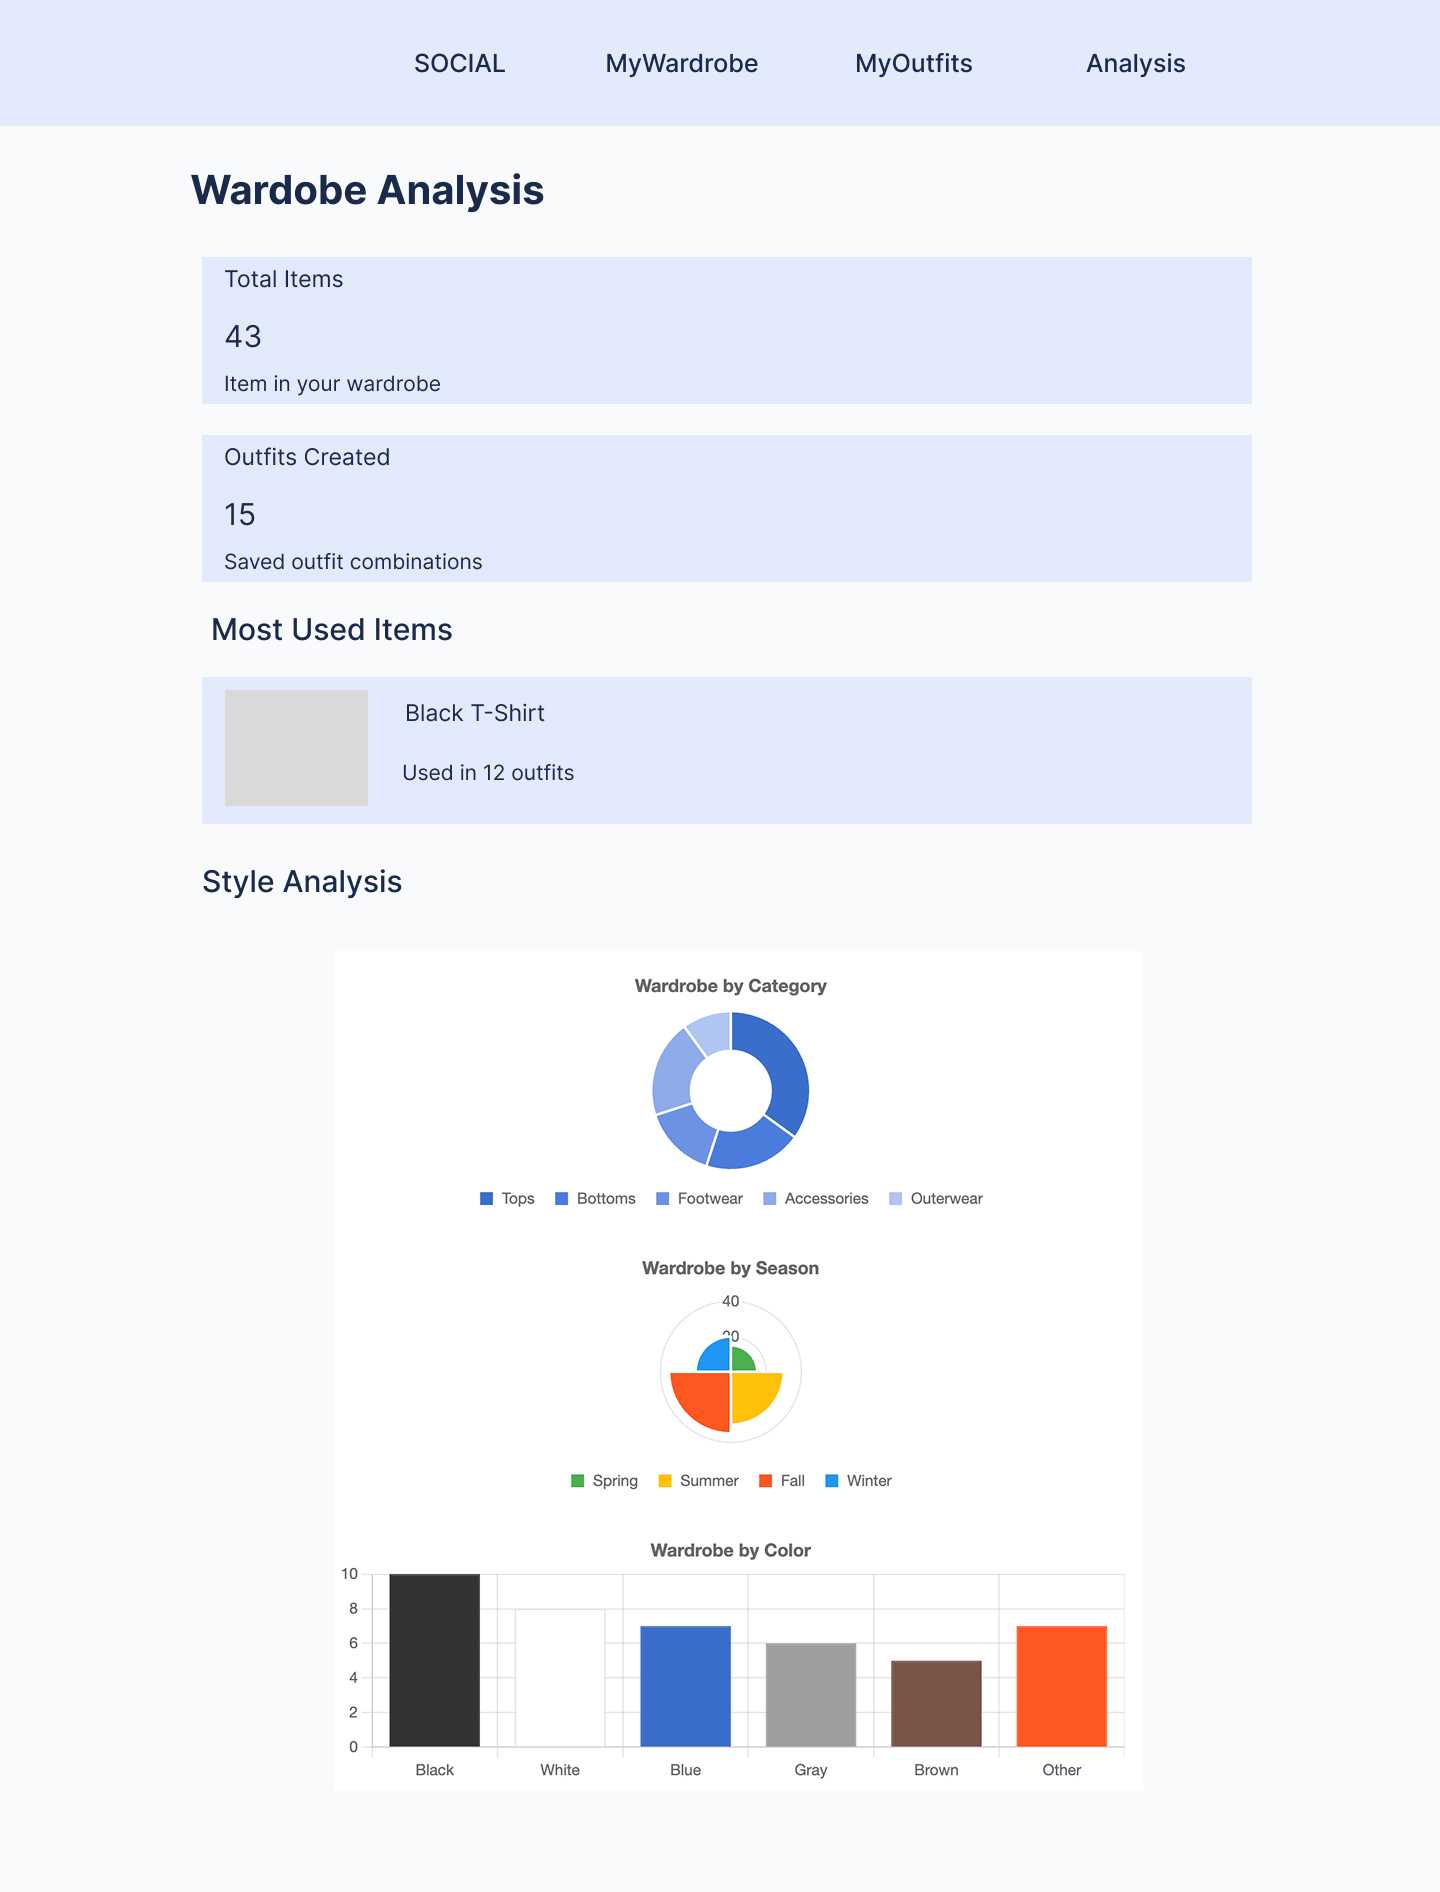 SOCIAL MyWardrobe MyOutfits Analysis
Wardobe Analysis
Total Items
43
Item in your wardrobe
Outfits Created
15
Saved outfit combinations
Most Used Items
Black T-Shirt
Used in 12 outfits
Style Analysis
Wardrobe by Category
Tops Bottoms Footwear Accessories Outerwear
Wardrobe by Season
40
20
Spring Summer Fall Winter
Wardrobe by Color
10
8
6
4
2
0
Black White Blue Gray Brown Other